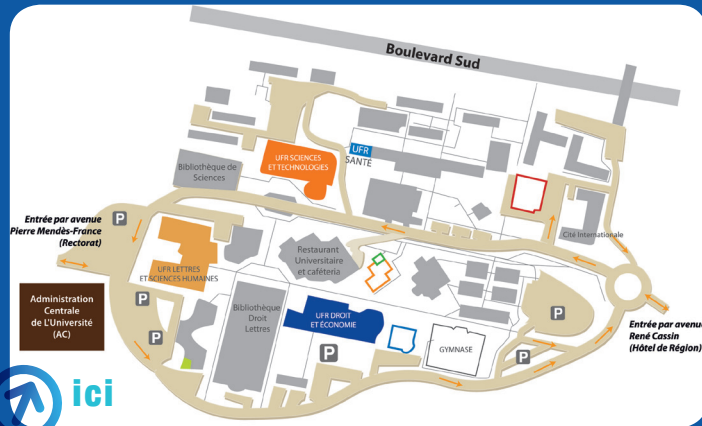 Boulevard Sud
UFR SCIENCES
ET TECHNOLOGIES
UFR
SANTÉ
Bibliothèque de
Sciences
Entrée par avenue
Pierre Mendès-France
(Rectorat)
P
Cité Internationale
Restaurant
Universitaire
et cafétéria
UFR LETTRES
ET SCIENCES HUMAINES
Administration
Centrale
de L'Université
(AC)
P
P
Bibliothèque
Droit
Lettres
UFR DROIT
ET ÉCONOMIE
P
GYMNASE
P
P
Entrée par avenue
René Cassin
(Hôtel de Région)
ici